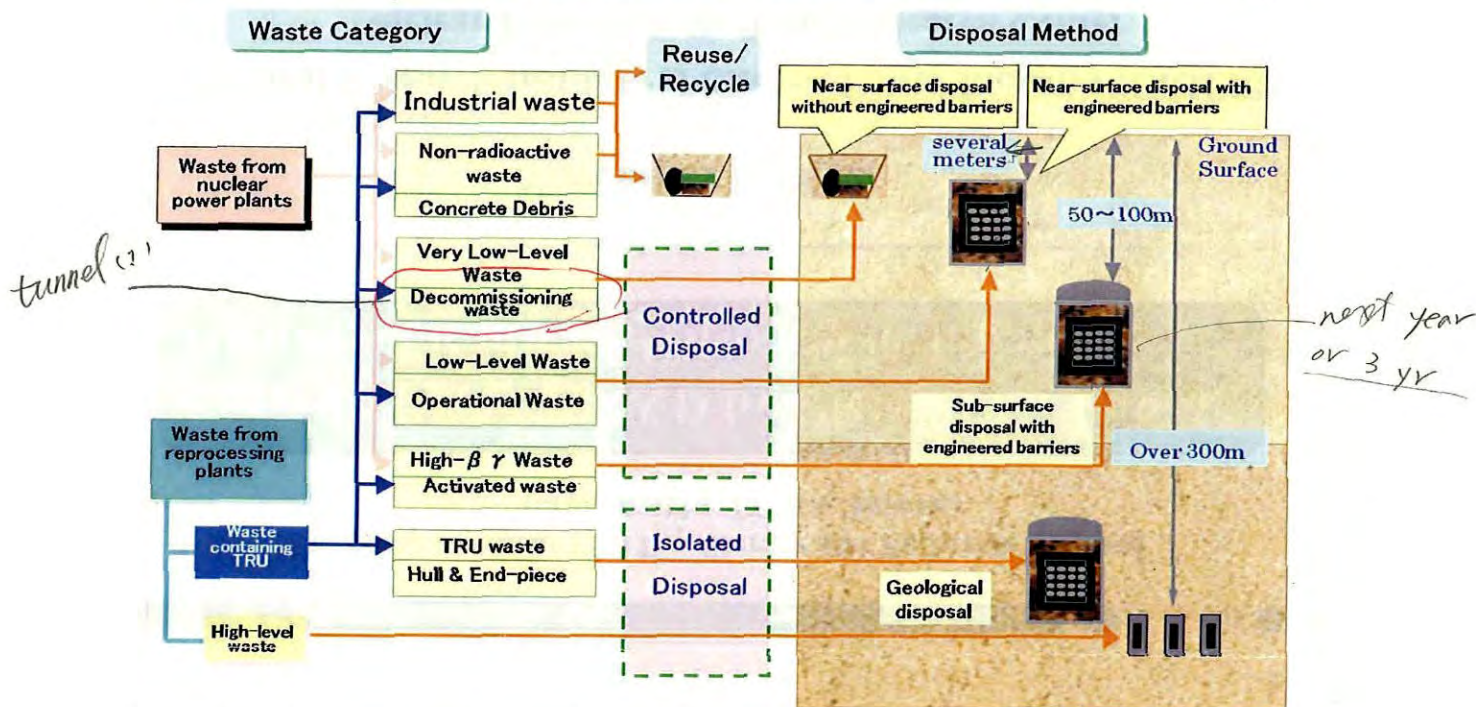 Waste Category
Disposal Method
Industrial waste
Reuse/
Recycle
Near-surface disposal
without engineered barriers
Near-surface disposal with
engineered barriers
Waste from
nuclear
power plants
Non-radioactive
waste
Concrete Debris
several
meters
Ground
Surface
50～100m
tunnel (?)
Very Low-Level
Waste
Decommissioning
waste
Controlled
Disposal
next year
or 3 yr
Low-Level Waste
Operational Waste
Sub-surface
disposal with
engineered barriers
Waste from
reprocessing
plants
High-β γ Waste
Activated waste
Over 300m
Waste
containing
TRU
TRU waste
Hull & End-piece
Isolated
Disposal
Geological
disposal
High-level
waste